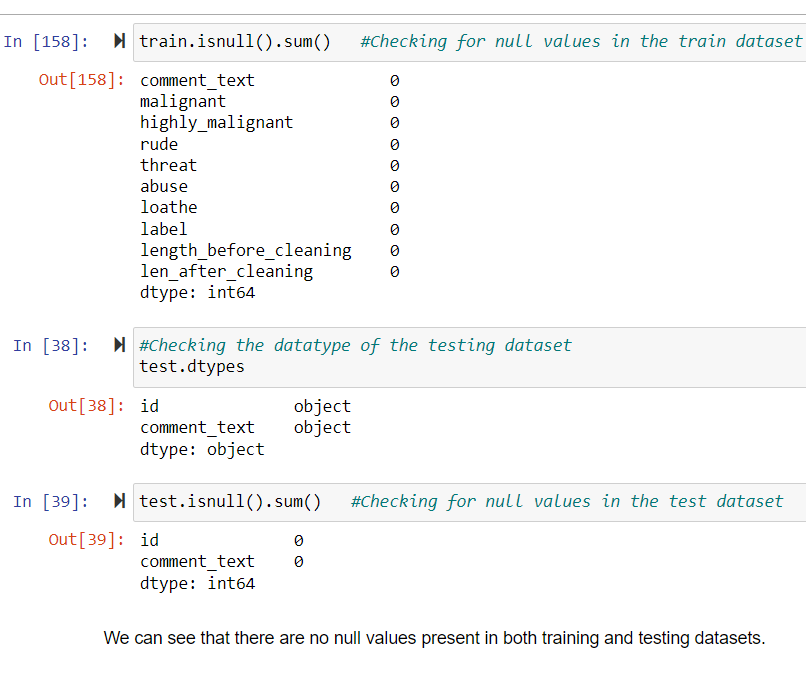 In [158]: train.isnull().sum() #Checking for null values in the train dataset
Out[158]: comment_text 0
malignant 0
highly_malignant 0
rude 0
threat 0
abuse 0
loathe 0
label 0
length_before_cleaning 0
len_after_cleaning 0
dtype: int64
In [38]: #Checking the datatype of the testing dataset
test.dtypes
Out[38]: id object
comment_text object
dtype: object
In [39]: test.isnull().sum() #Checking for null values in the test dataset
Out[39]: id 0
comment_text 0
dtype: int64
We can see that there are no null values present in both training and testing datasets.